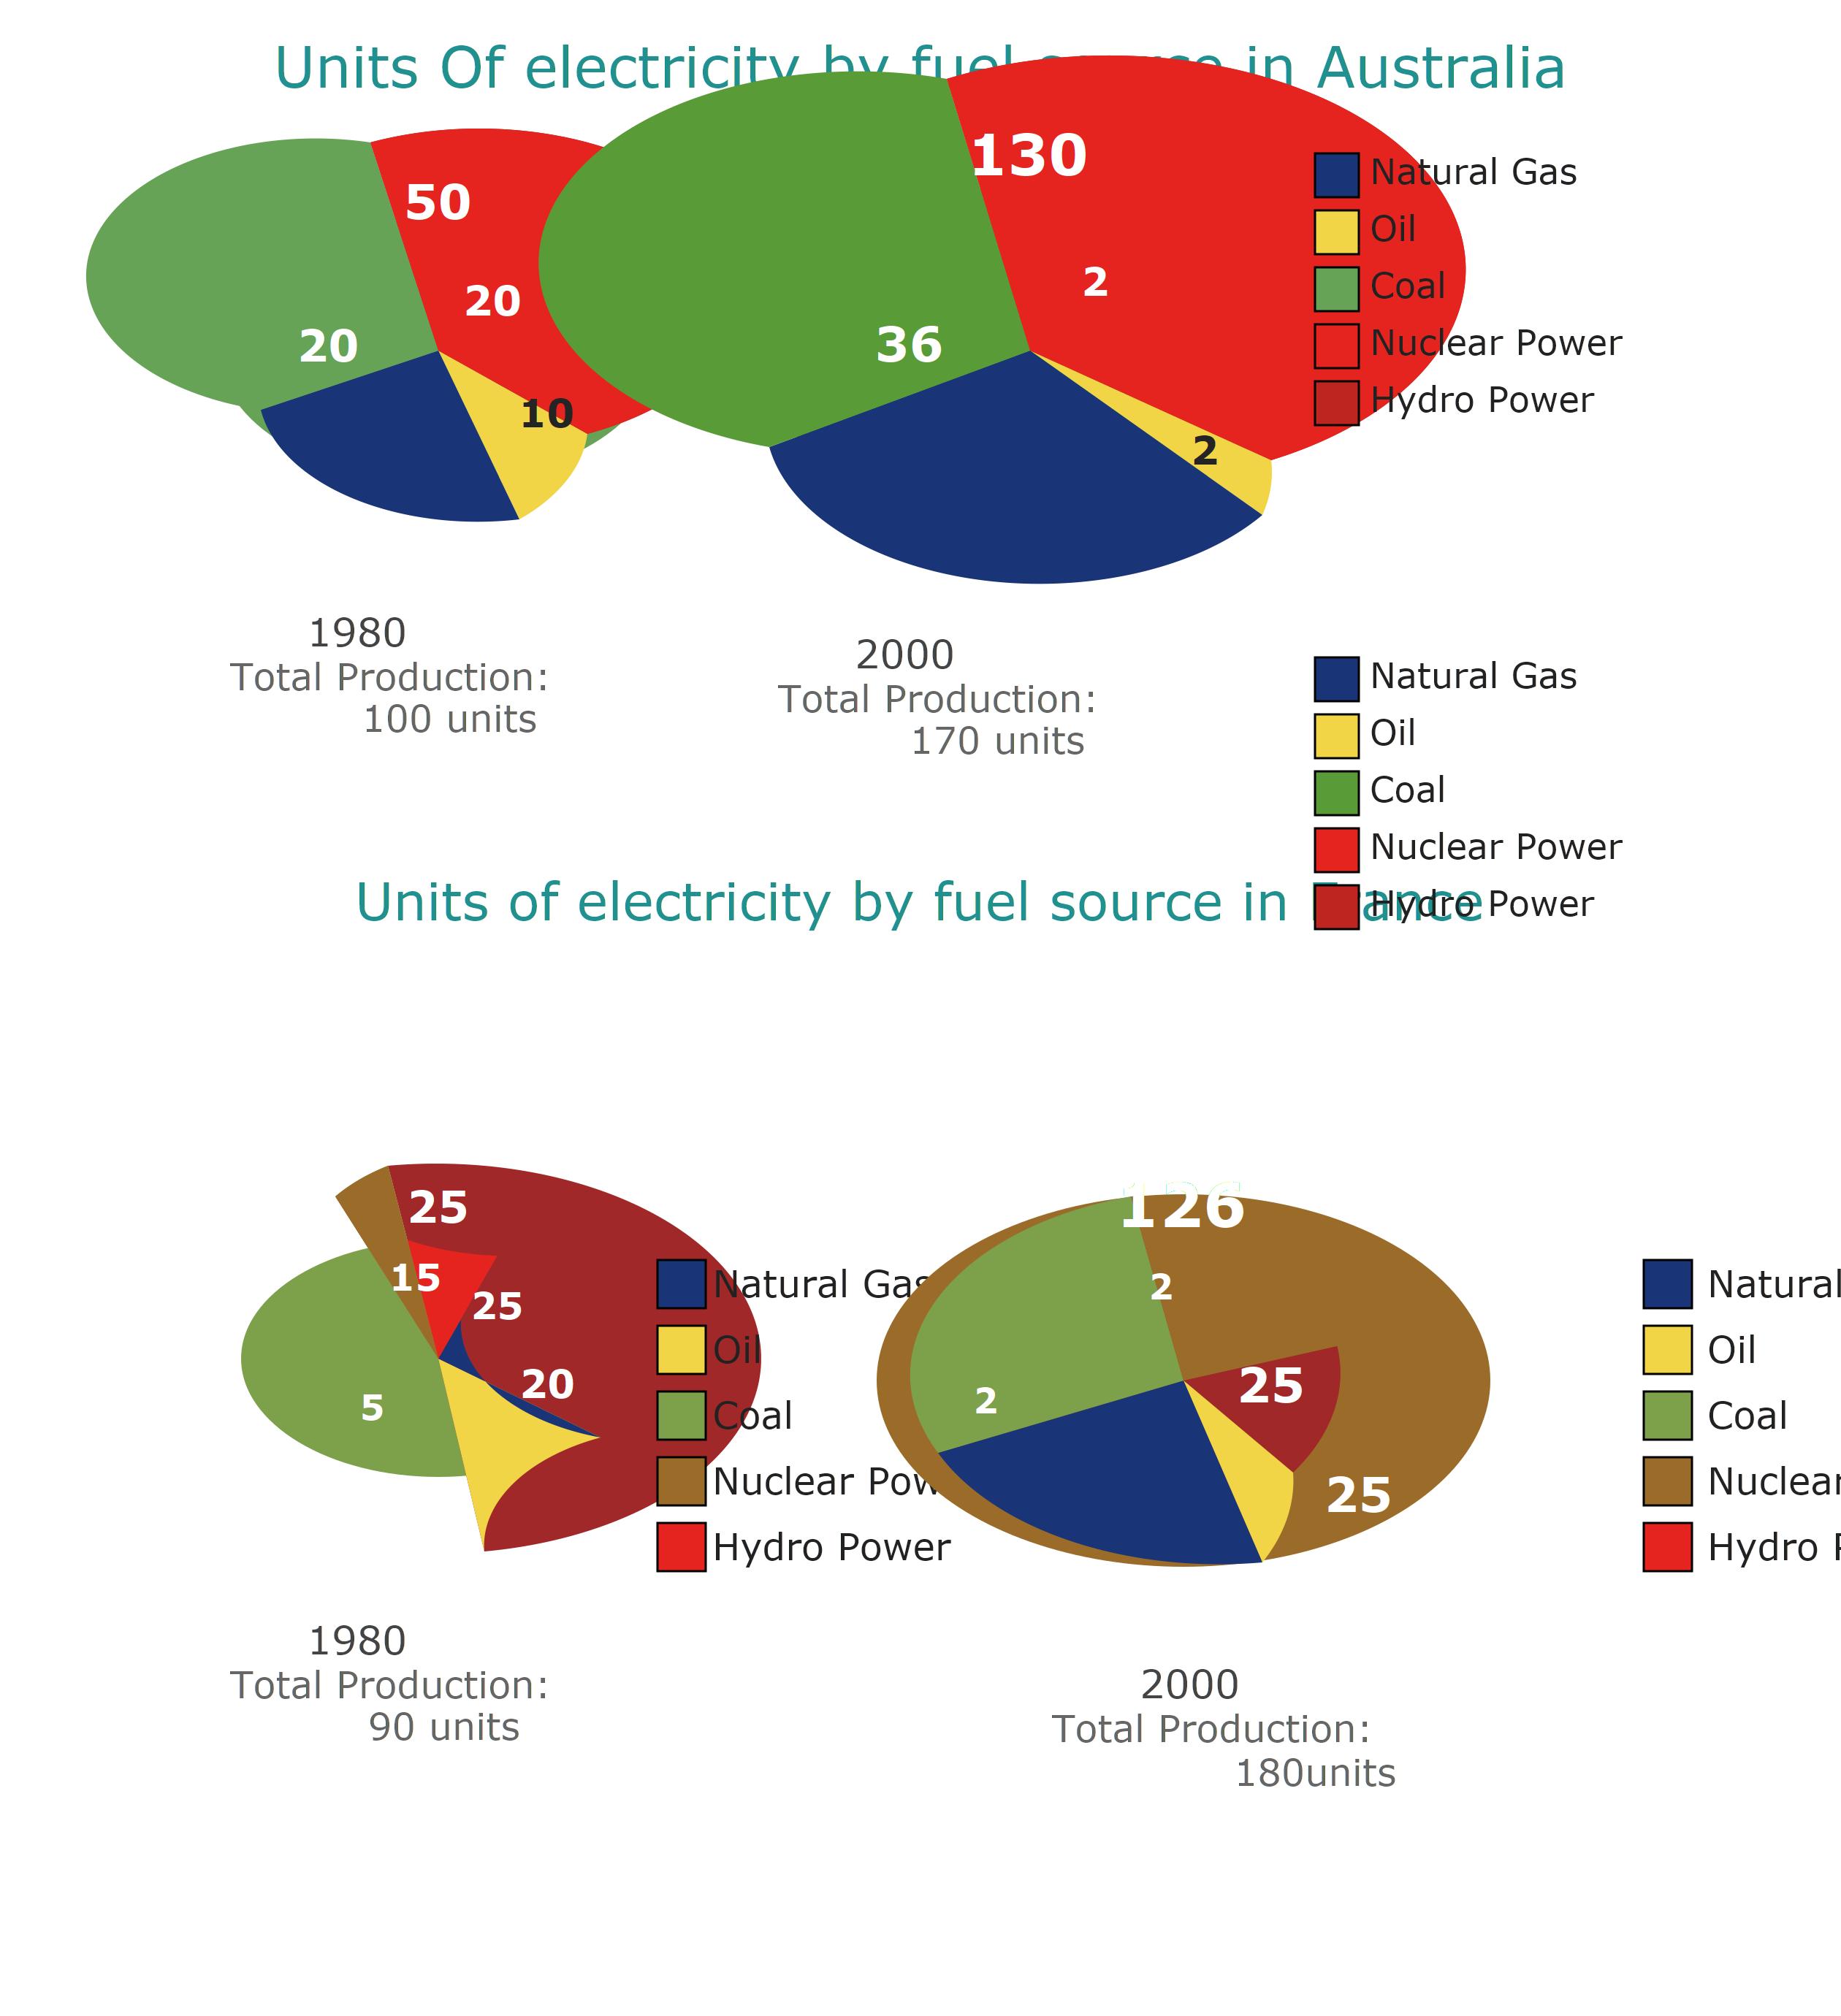 Units Of electricity by fuel source in Australia
50
20
20
10
130
2
36
2
Natural Gas
Oil
Coal
Nuclear Power
Hydro Power
1980
Total Production:
100 units
2000
Total Production:
170 units
Natural Gas
Oil
Coal
Nuclear Power
Hydro Power
Units of electricity by fuel source in France
25
15
25
20
5
Natural Gas
Oil
Coal
Nuclear Pow
Hydro Power
126
2
2
25
25
Natural
Oil
Coal
Nuclear
Hydro P
1980
Total Production:
90 units
2000
Total Production:
180units